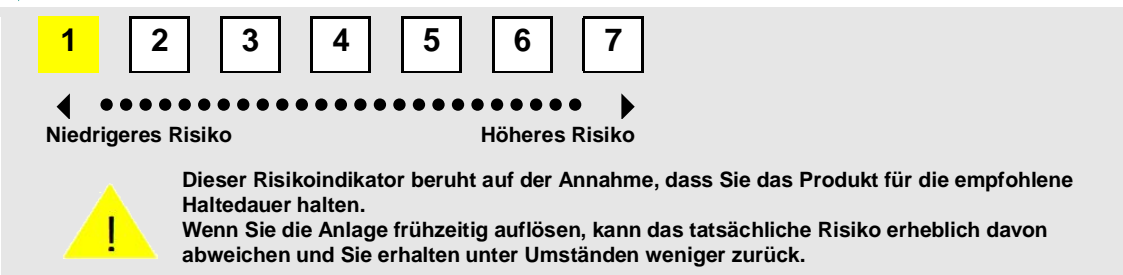 1 2 3 4 5 6 7
Niedrigeres Risiko Höheres Risiko
!
Dieser Risikoindikator beruht auf der Annahme, dass Sie das Produkt für die empfohlene
Haltedauer halten.
Wenn Sie die Anlage frühzeitig auflösen, kann das tatsächliche Risiko erheblich davon
abweichen und Sie erhalten unter Umständen weniger zurück.